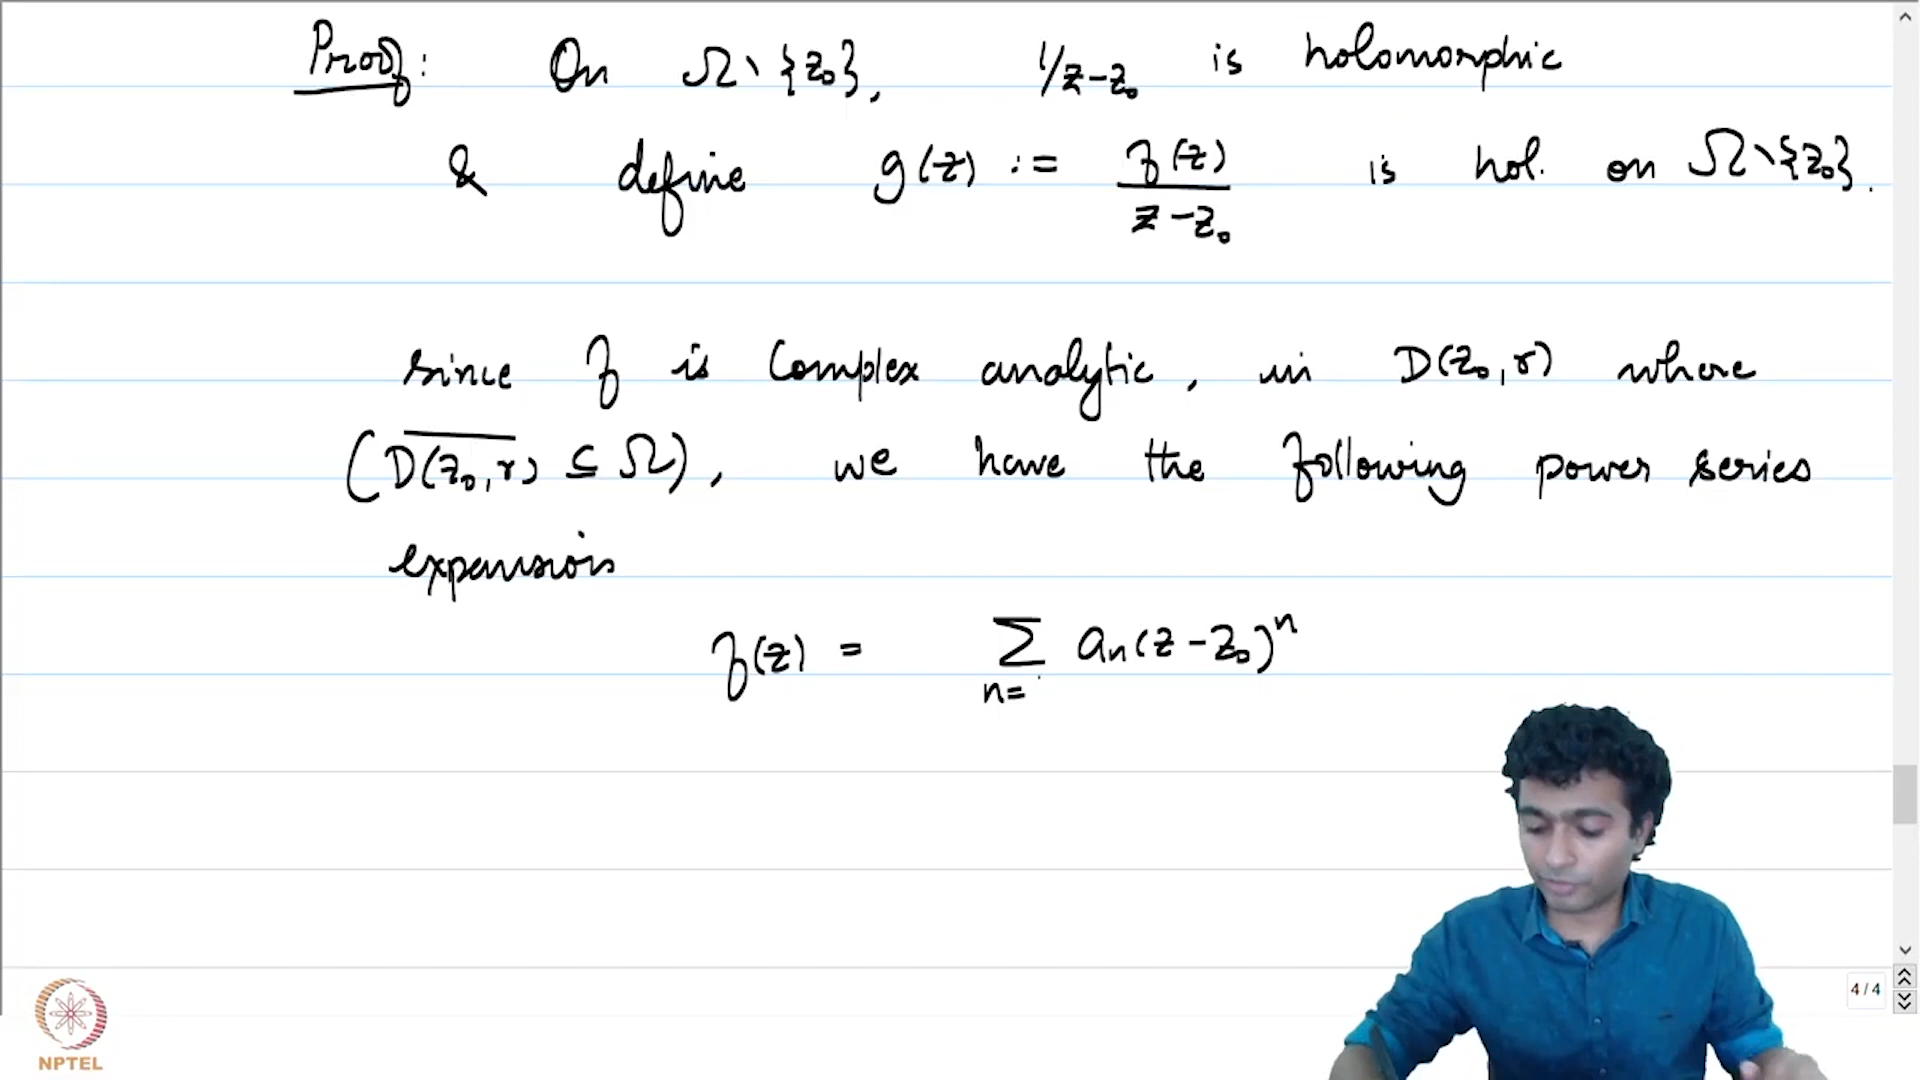 Proof: On Ω\{z₀}, 1/z-z₀ is holomorphic
& define g(z) := f(z)/z-z₀ is hol. on Ω\{z₀}.
since f is complex analytic, in D(z₀,r) where
(\overline{D(z₀,r)} ⊆ Ω), we have the following power series
expansion
f(z) = ∑ aₙ(z-z₀)ⁿ
n=
4 / 4
NPTEL